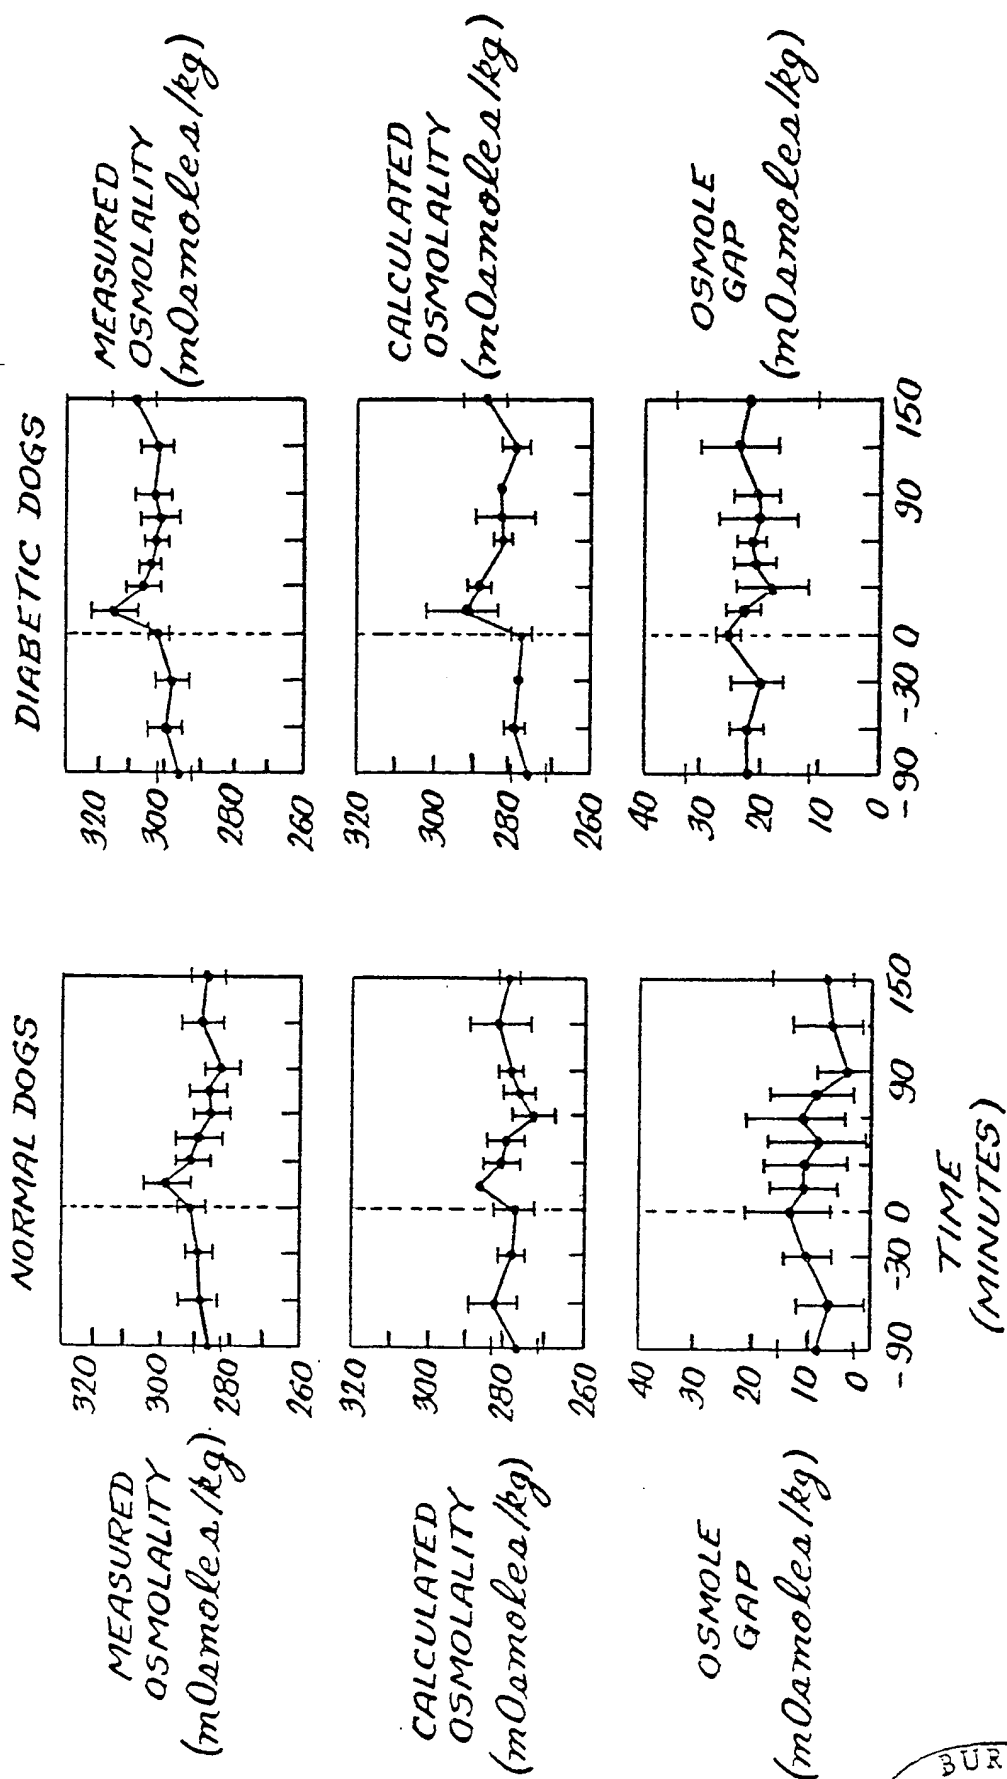 NORMAL DOGS
DIABETIC DOGS
MEASURED
OSMOLALITY
(mOsmoles/kg)
320
300
280
260
320
300
280
260
MEASURED
OSMOLALITY
(mOsmoles/kg)
CALCULATED
OSMOLALITY
(mOsmoles/kg)
320
300
280
260
320
300
280
260
CALCULATED
OSMOLALITY
(mOsmoles/kg)
OSMOLE
GAP
(mOsmoles/kg)
40
30
20
10
0
40
30
20
10
0
OSMOLE
GAP
(mOsmoles/kg)
-90 -30 0 90 150
-90 -30 0 90 150
TIME
(MINUTES)
BUR